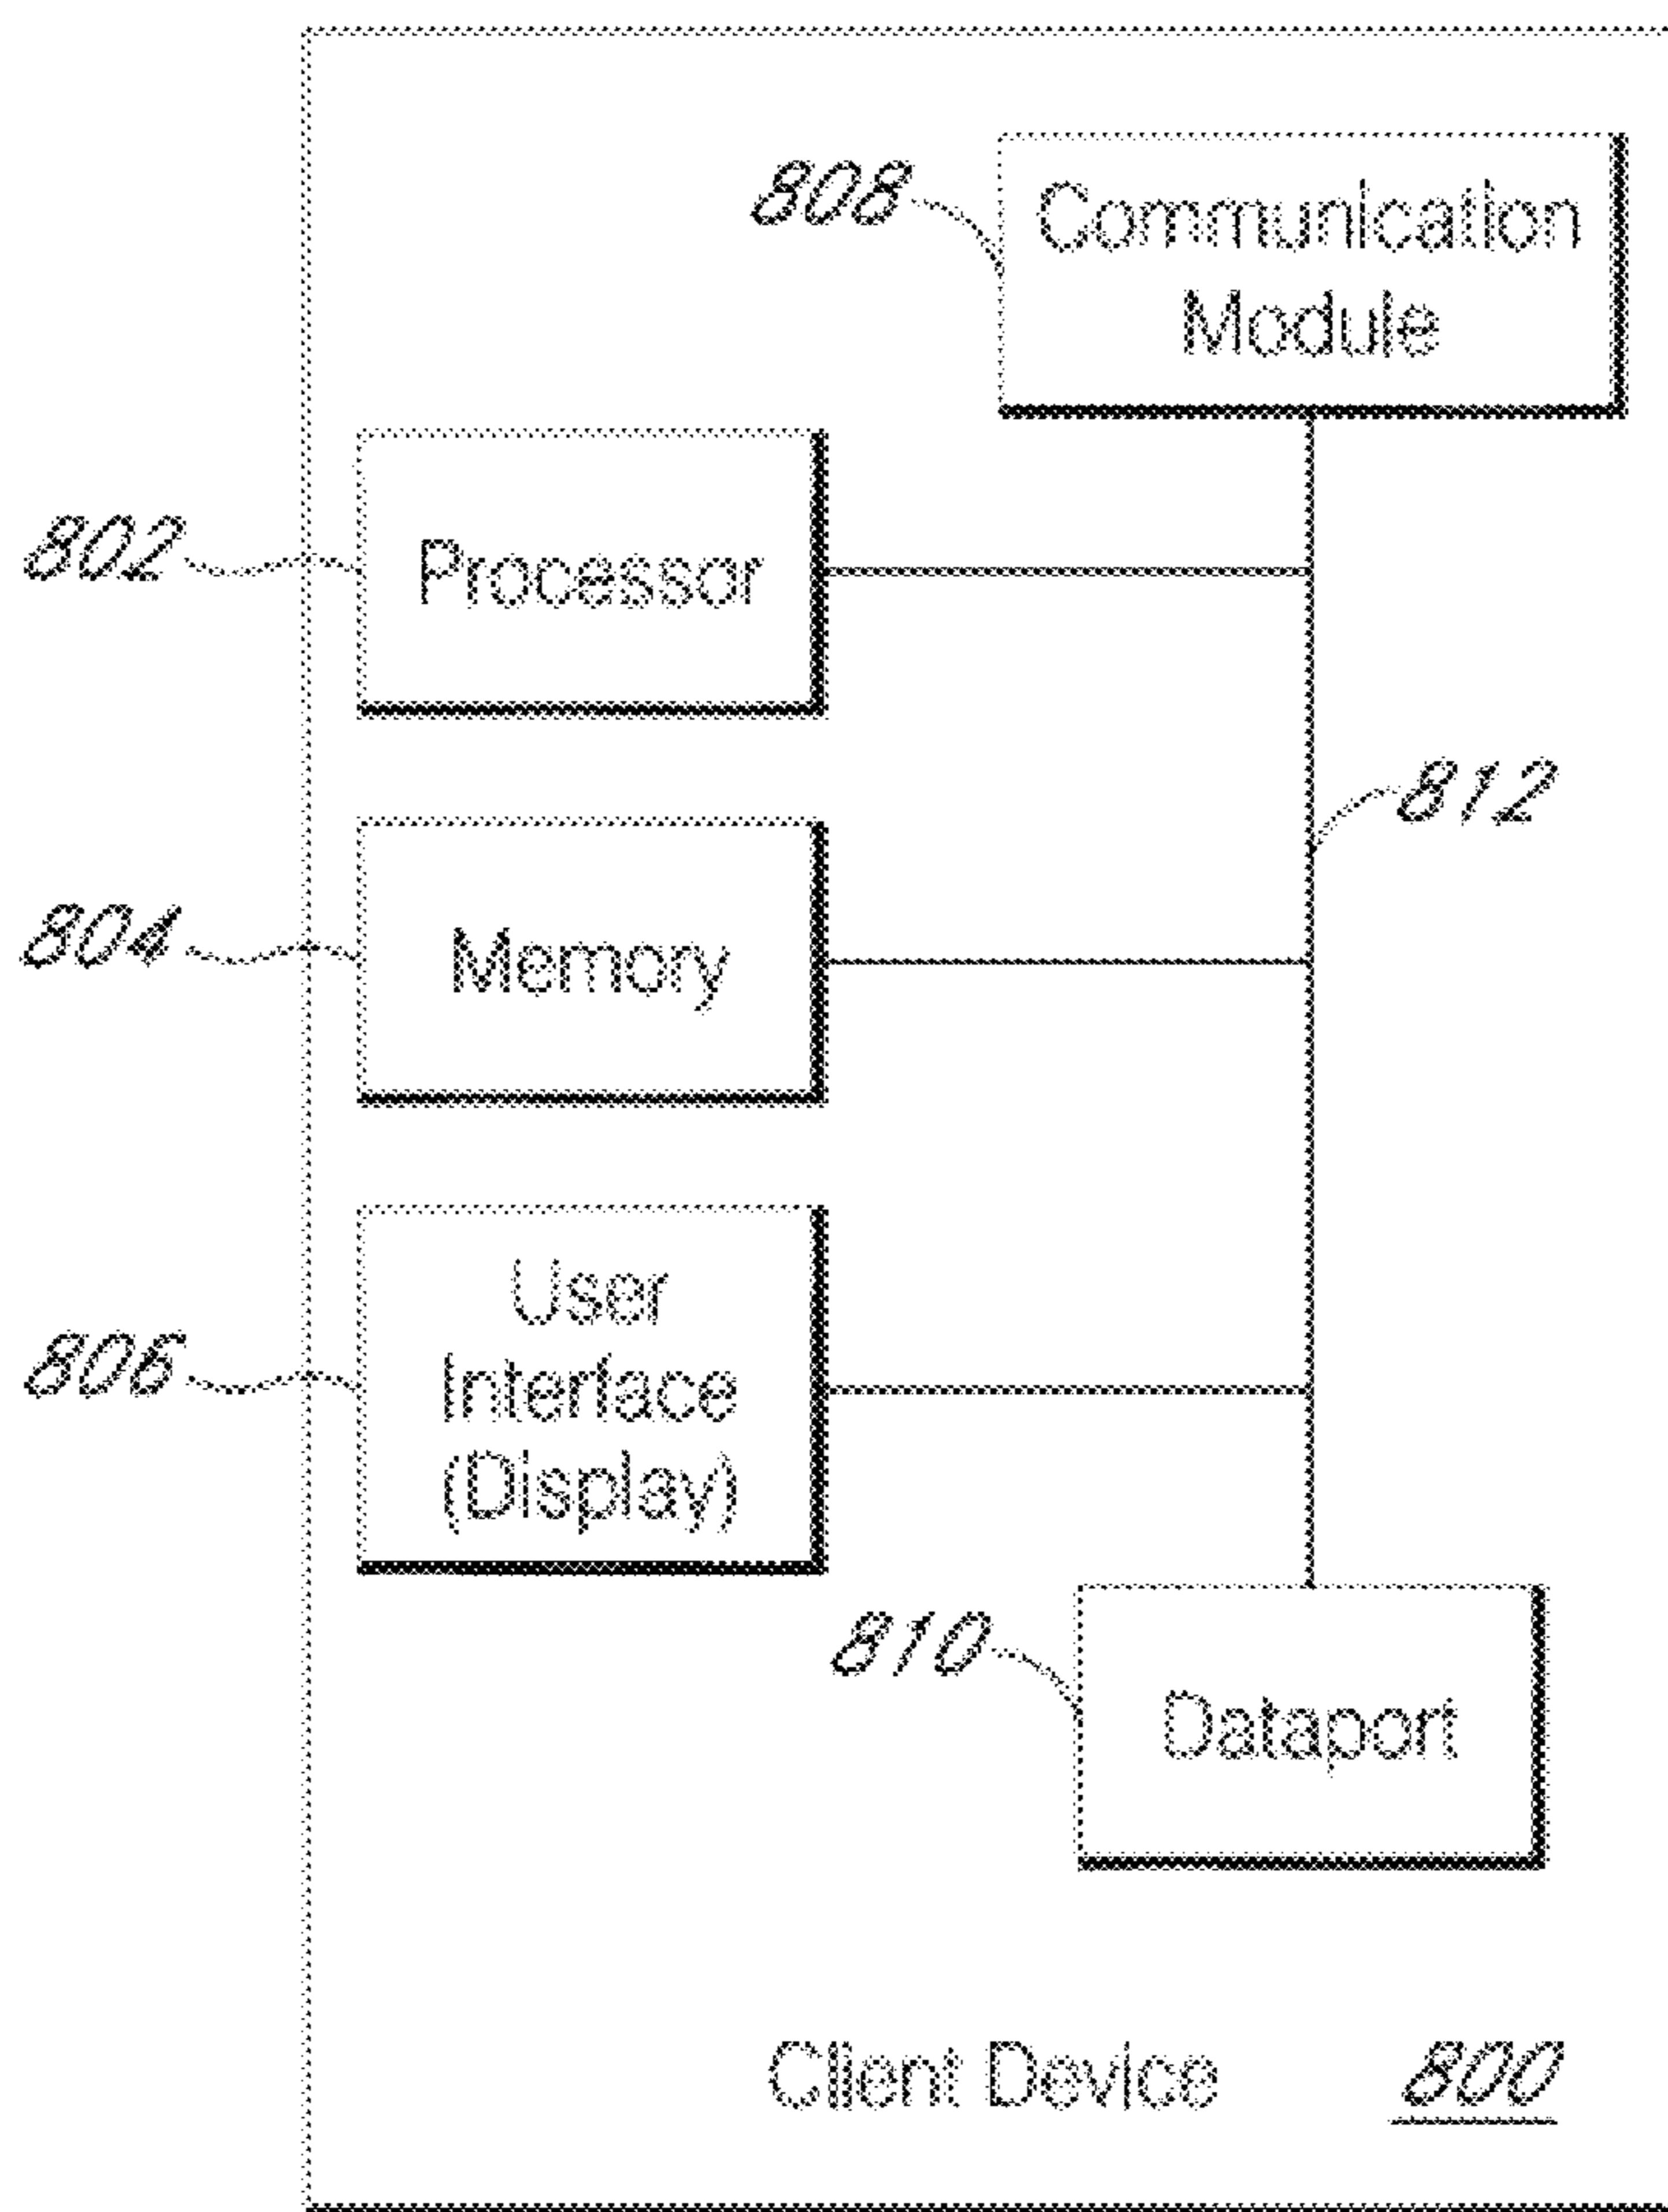 808
Communication
Module
802
Processor
812
804
Memory
806
User
Interface
(Display)
810
Dataport
Client Device 800